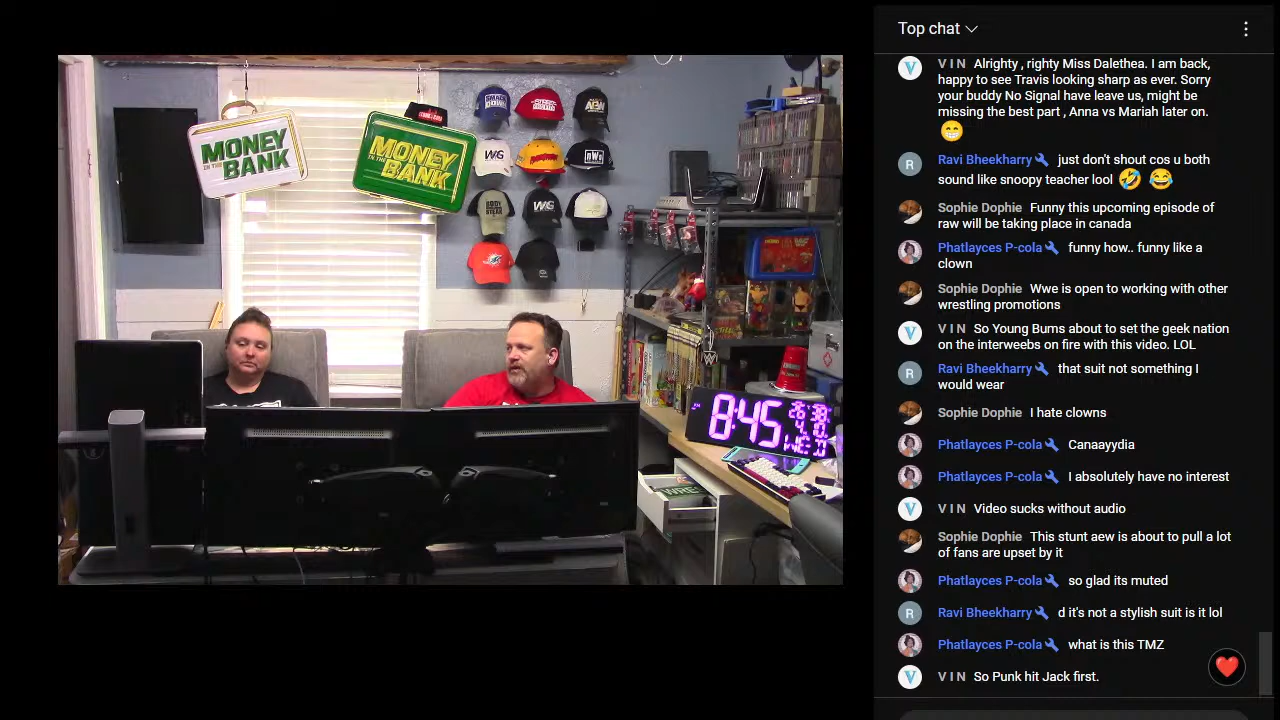 Top chat
V I N Alrighty , righty Miss Dalethea. I am back,
happy to see Travis looking sharp as ever. Sorry
your buddy No Signal have leave us, might be
missing the best part , Anna vs Mariah later on.
😁
R
Ravi Bheekharry just don't shout cos u both
sound like snoopy teacher lool 🤣 😂
Sophie Dophie Funny this upcoming episode of
raw will be taking place in canada
Phatlayces P-cola funny how.. funny like a
clown
Sophie Dophie Wwe is open to working with other
wrestling promotions
V I N So Young Bums about to set the geek nation
on the interweebs on fire with this video. LOL
R
Ravi Bheekharry that suit not something I
would wear
Sophie Dophie I hate clowns
Phatlayces P-cola Canaaydia
Phatlayces P-cola I absolutely have no interest
V I N Video sucks without audio
Sophie Dophie This stunt aew is about to pull a lot
of fans are upset by it
Phatlayces P-cola so glad its muted
R
Ravi Bheekharry d it's not a stylish suit is it lol
Phatlayces P-cola what is this TMZ
V I N So Punk hit Jack first.
MONEY
IN THE
BANK
MONEY
IN THE
BANK
AEW
W4G
nWo
W4G
8:45
WRE